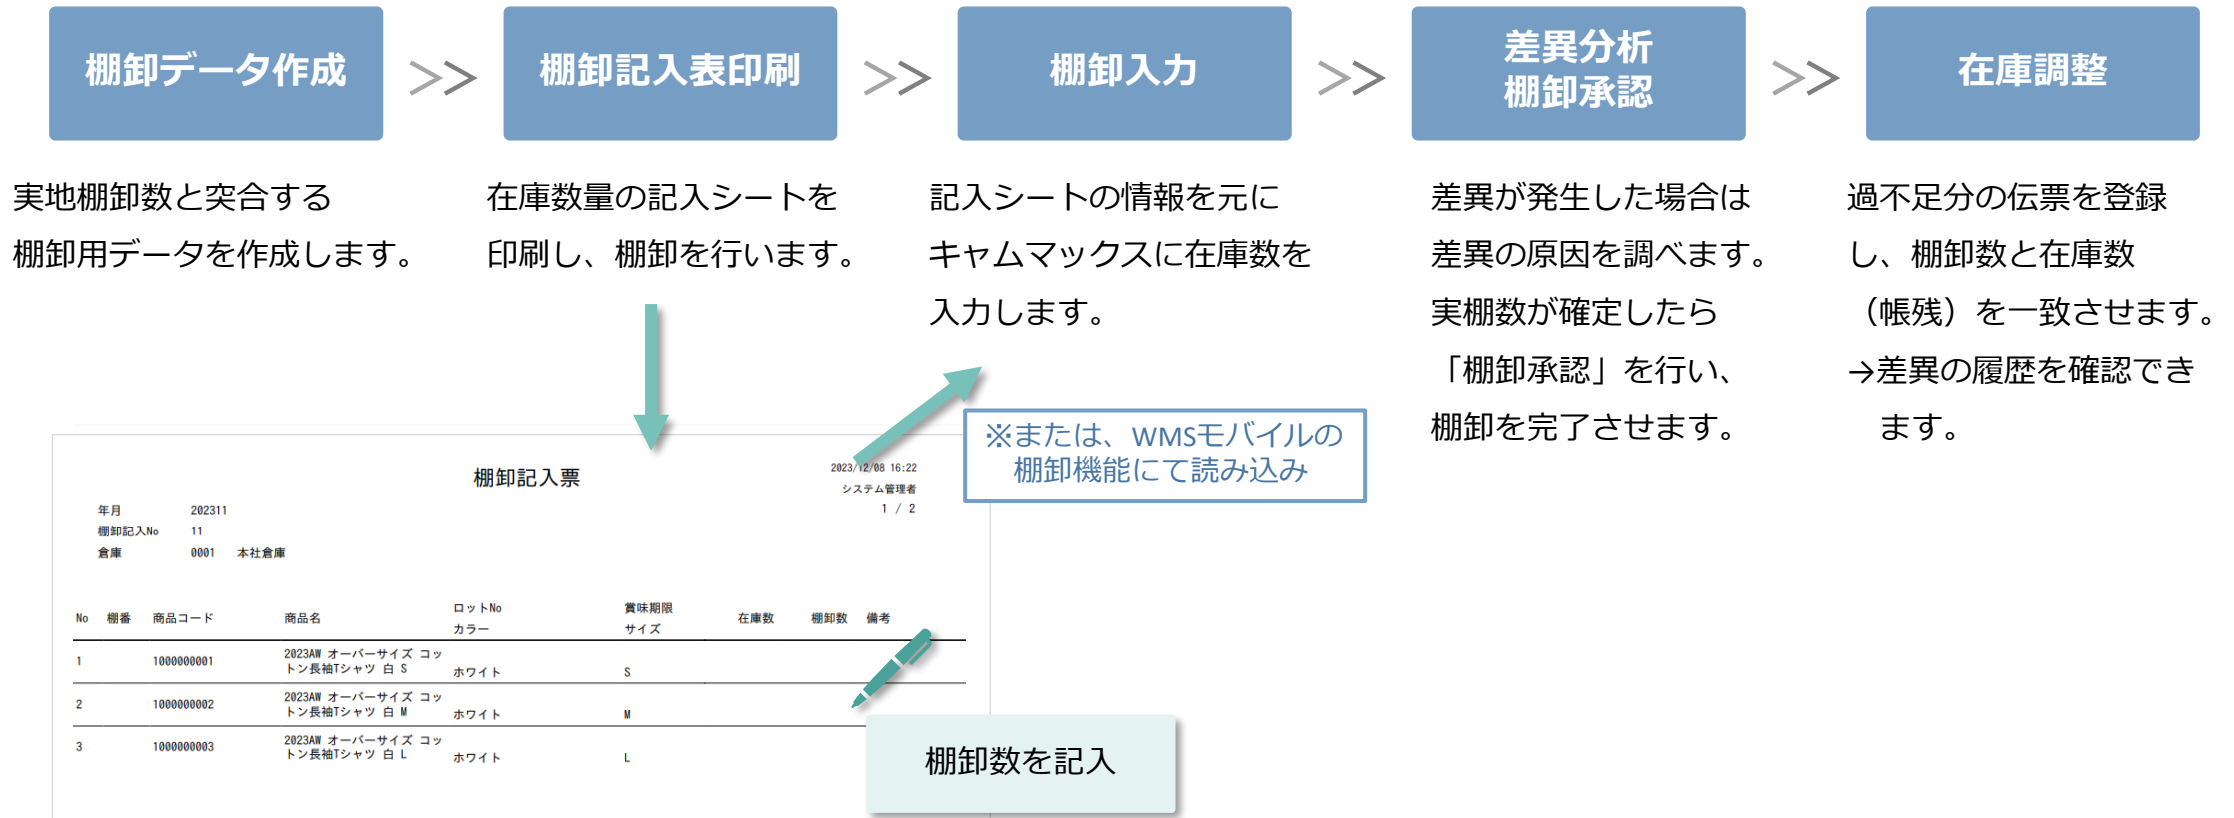 棚卸データ作成
>>
棚卸記入表印刷
>>
棚卸入力
>>
差異分析
棚卸承認
>>
在庫調整
実地棚卸数と突合する
棚卸用データを作成します。
在庫数量の記入シートを
印刷し、棚卸を行います。
記入シートの情報を元に
キャムマックスに在庫数を
入力します。
差異が発生した場合は
差異の原因を調べます。
実棚数が確定したら
「棚卸承認」を行い、
棚卸を完了させます。
過不足分の伝票を登録
し、棚卸数と在庫数
（帳残）を一致させます。
→差異の履歴を確認でき
ます。
※または、WMSモバイルの
棚卸機能にて読み込み
棚卸記入票
2023/12/08 16:22
システム管理者
1 / 2
年月 202311
棚卸記入No 11
倉庫 0001 本社倉庫
No 棚番 商品コード 商品名 ロットNo 賞味期限 在庫数 棚卸数 備考
カラー サイズ
1 1000000001 2023AW オーバーサイズ コッ
トン長袖Tシャツ 白 S ホワイト S
2 1000000002 2023AW オーバーサイズ コッ
トン長袖Tシャツ 白 M ホワイト M
3 1000000003 2023AW オーバーサイズ コッ
トン長袖Tシャツ 白 L ホワイト L
棚卸数を記入